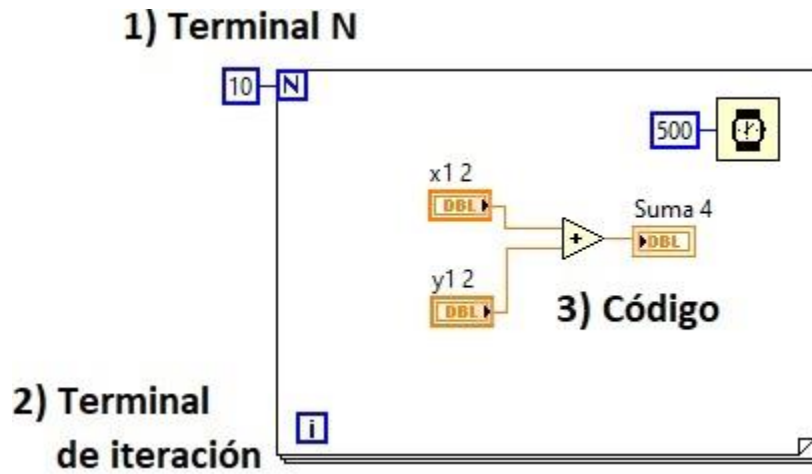 1) Terminal N
10
N
500
x1 2
DBL
Suma 4
+
DBL
y1 2
DBL
3) Código
2) Terminal
de iteración
i